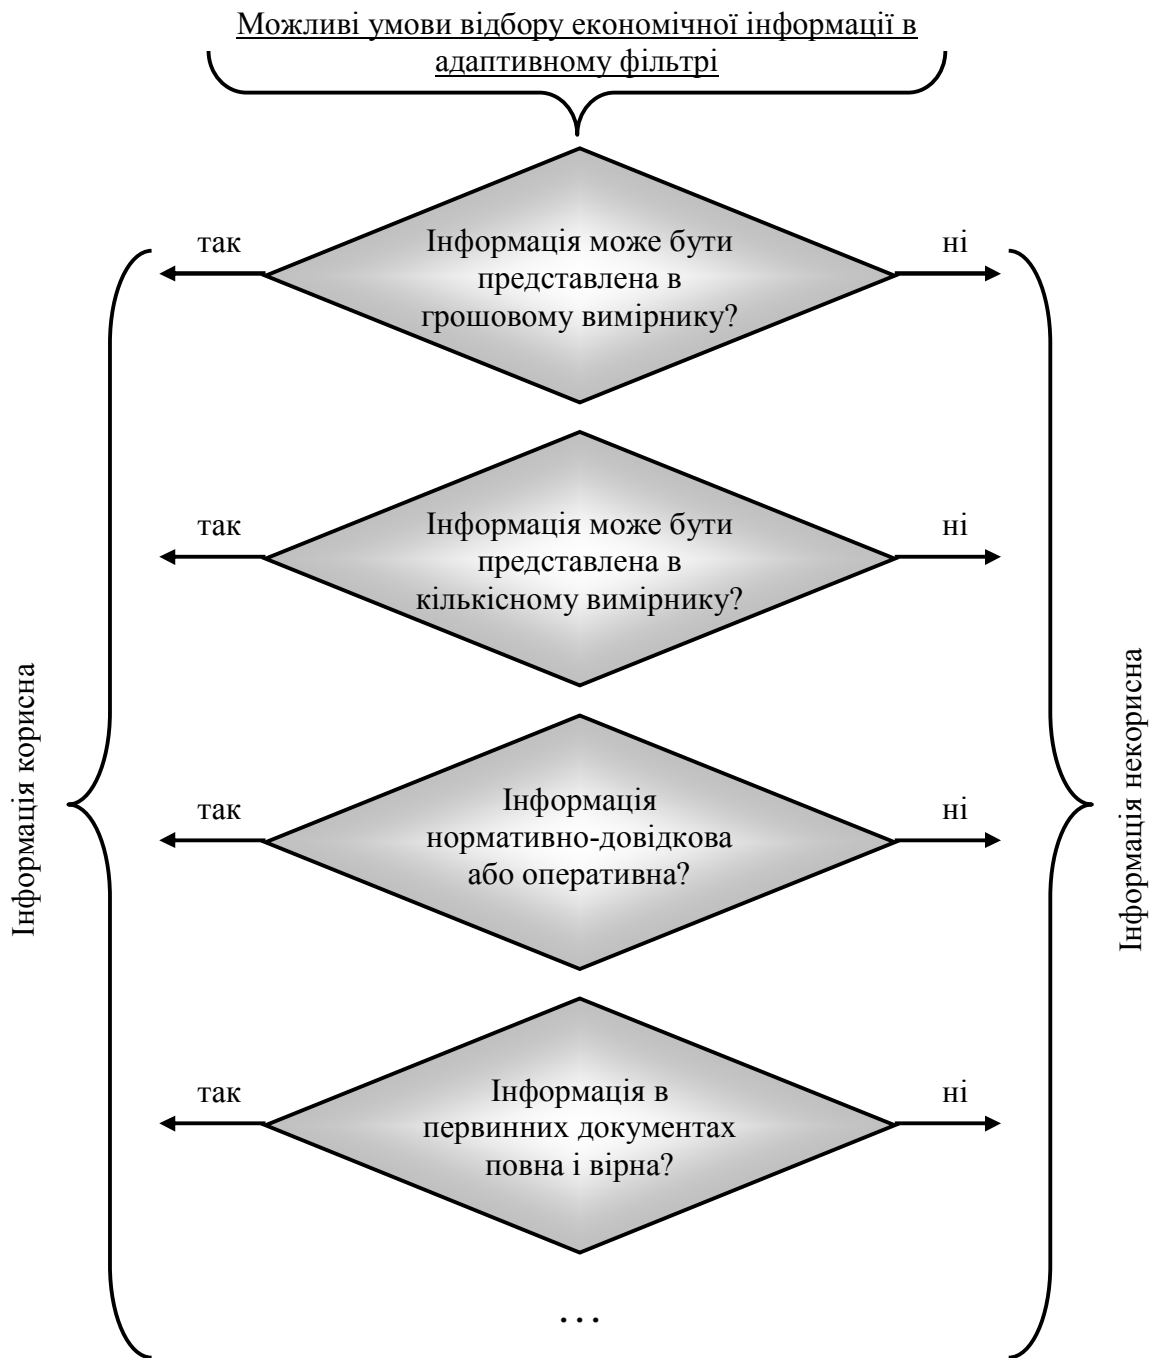 Можливі умови відбору економічної інформації в
адаптивному фільтрі
так
Інформація може бути
представлена в
грошовому вимірнику?
ні
так
Інформація може бути
представлена в
кількісному вимірнику?
ні
Інформація корисна
Інформація некорисна
так
Інформація
нормативно-довідкова
або оперативна?
ні
так
Інформація в
первинних документах
повна і вірна?
ні
...